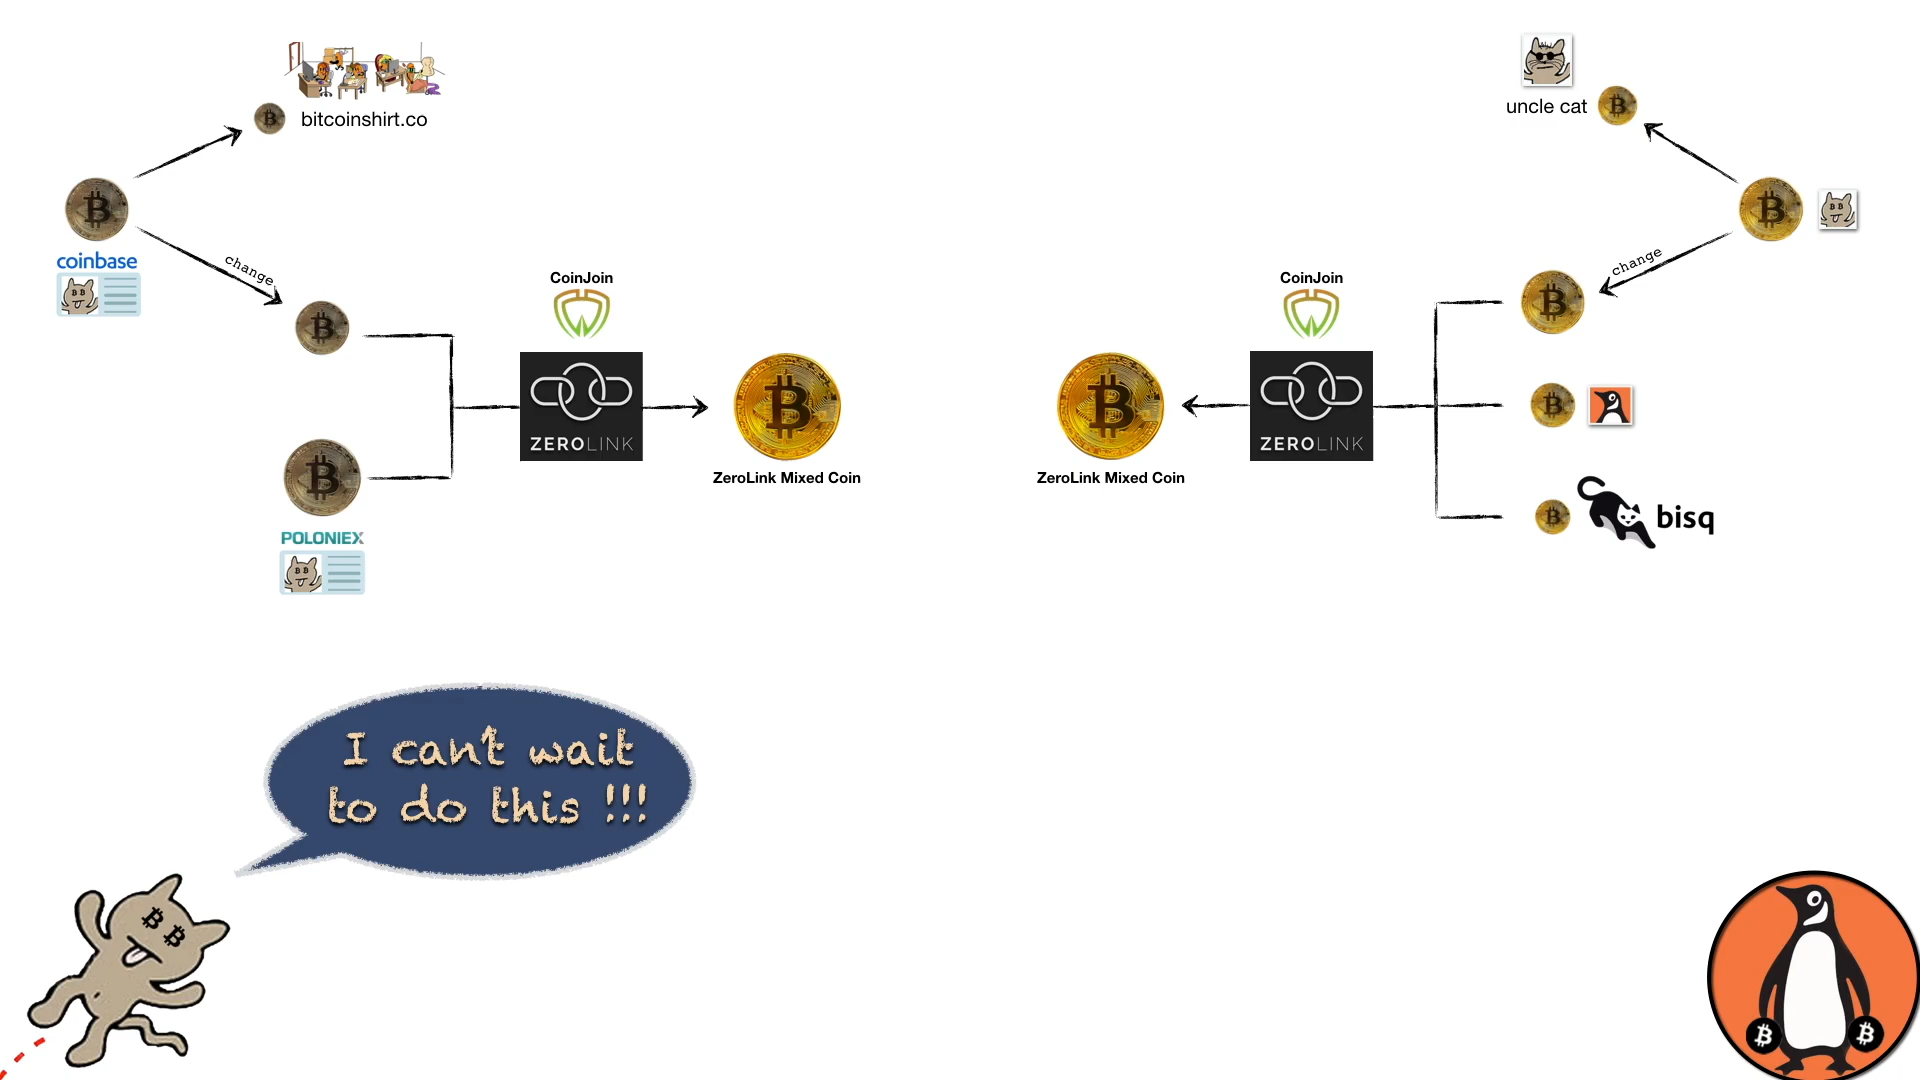 bitcoinshirt.co
coinbase
change
POLONIEX
CoinJoin
ZEROLINK
ZeroLink Mixed Coin
uncle cat
change
CoinJoin
ZEROLINK
ZeroLink Mixed Coin
bisq
I can't wait
to do this !!!